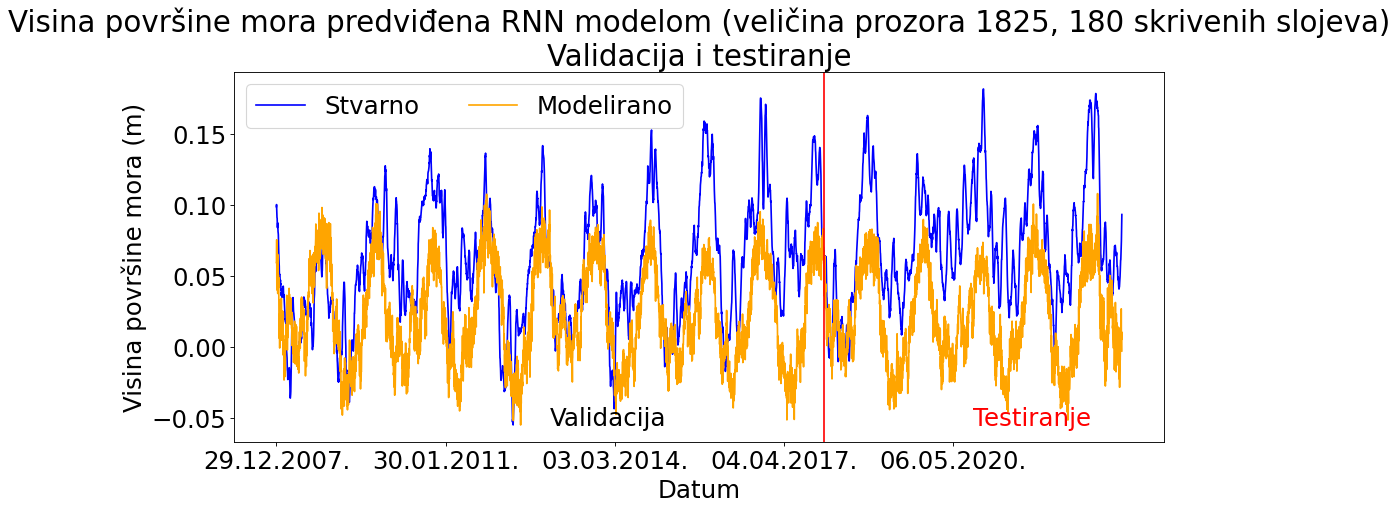 Visina površine mora predviđena RNN modelom (veličina prozora 1825, 180 skrivenih slojeva)
Validacija i testiranje
Stvarno
Modelirano
Visina površine mora (m)
0.15
0.10
0.05
0.00
−0.05
Validacija
Testiranje
29.12.2007.
30.01.2011.
03.03.2014.
04.04.2017.
06.05.2020.
Datum